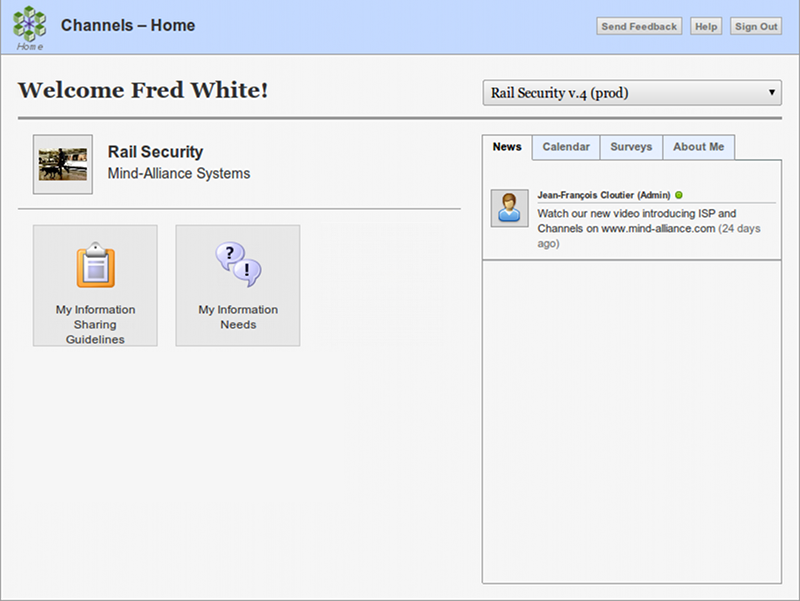 Channels – Home
Send Feedback
Help
Sign Out
Home
Welcome Fred White!
Rail Security v.4 (prod)
Rail Security
Mind-Alliance Systems
News
Calendar
Surveys
About Me
Jean-François Cloutier (Admin)
Watch our new video introducing ISP and
Channels on www.mind-alliance.com (24 days
ago)
?
!
My Information
Sharing
Guidelines
My Information
Needs